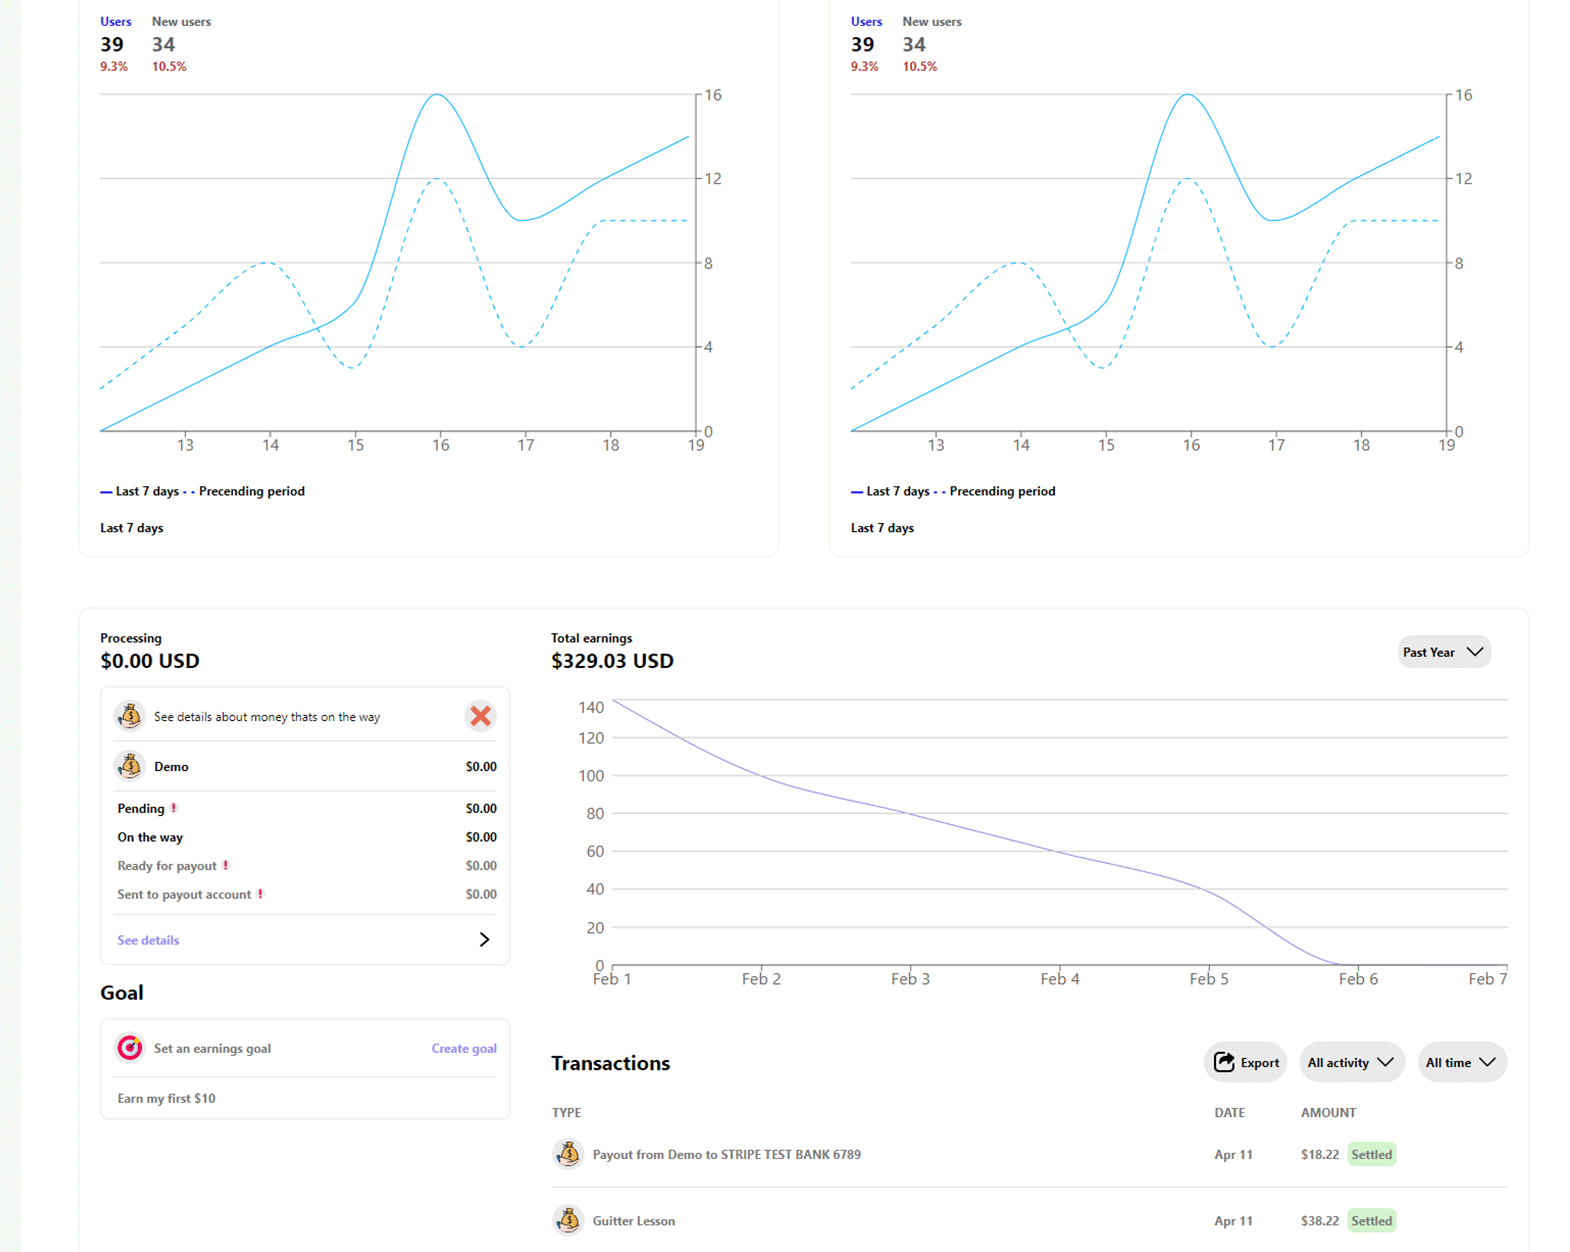 Users New users
39 34
9.3% 10.5%
16
12
8
4
0
13 14 15 16 17 18 19
Last 7 days Precending period
Last 7 days
Users New users
39 34
9.3% 10.5%
16
12
8
4
0
13 14 15 16 17 18 19
Last 7 days Precending period
Last 7 days
Processing
$0.00 USD
See details about money thats on the way
Demo $0.00
Pending $0.00
On the way $0.00
Ready for payout $0.00
Sent to payout account $0.00
See details
Goal
Set an earnings goal Create goal
Earn my first $10
Total earnings
$329.03 USD
Past Year
140
120
100
80
60
40
20
0
Feb 1 Feb 2 Feb 3 Feb 4 Feb 5 Feb 6 Feb 7
Transactions Export All activity All time
TYPE DATE AMOUNT
Payout from Demo to STRIPE TEST BANK 6789 Apr 11 $18.22 Settled
Guitter Lesson Apr 11 $38.22 Settled